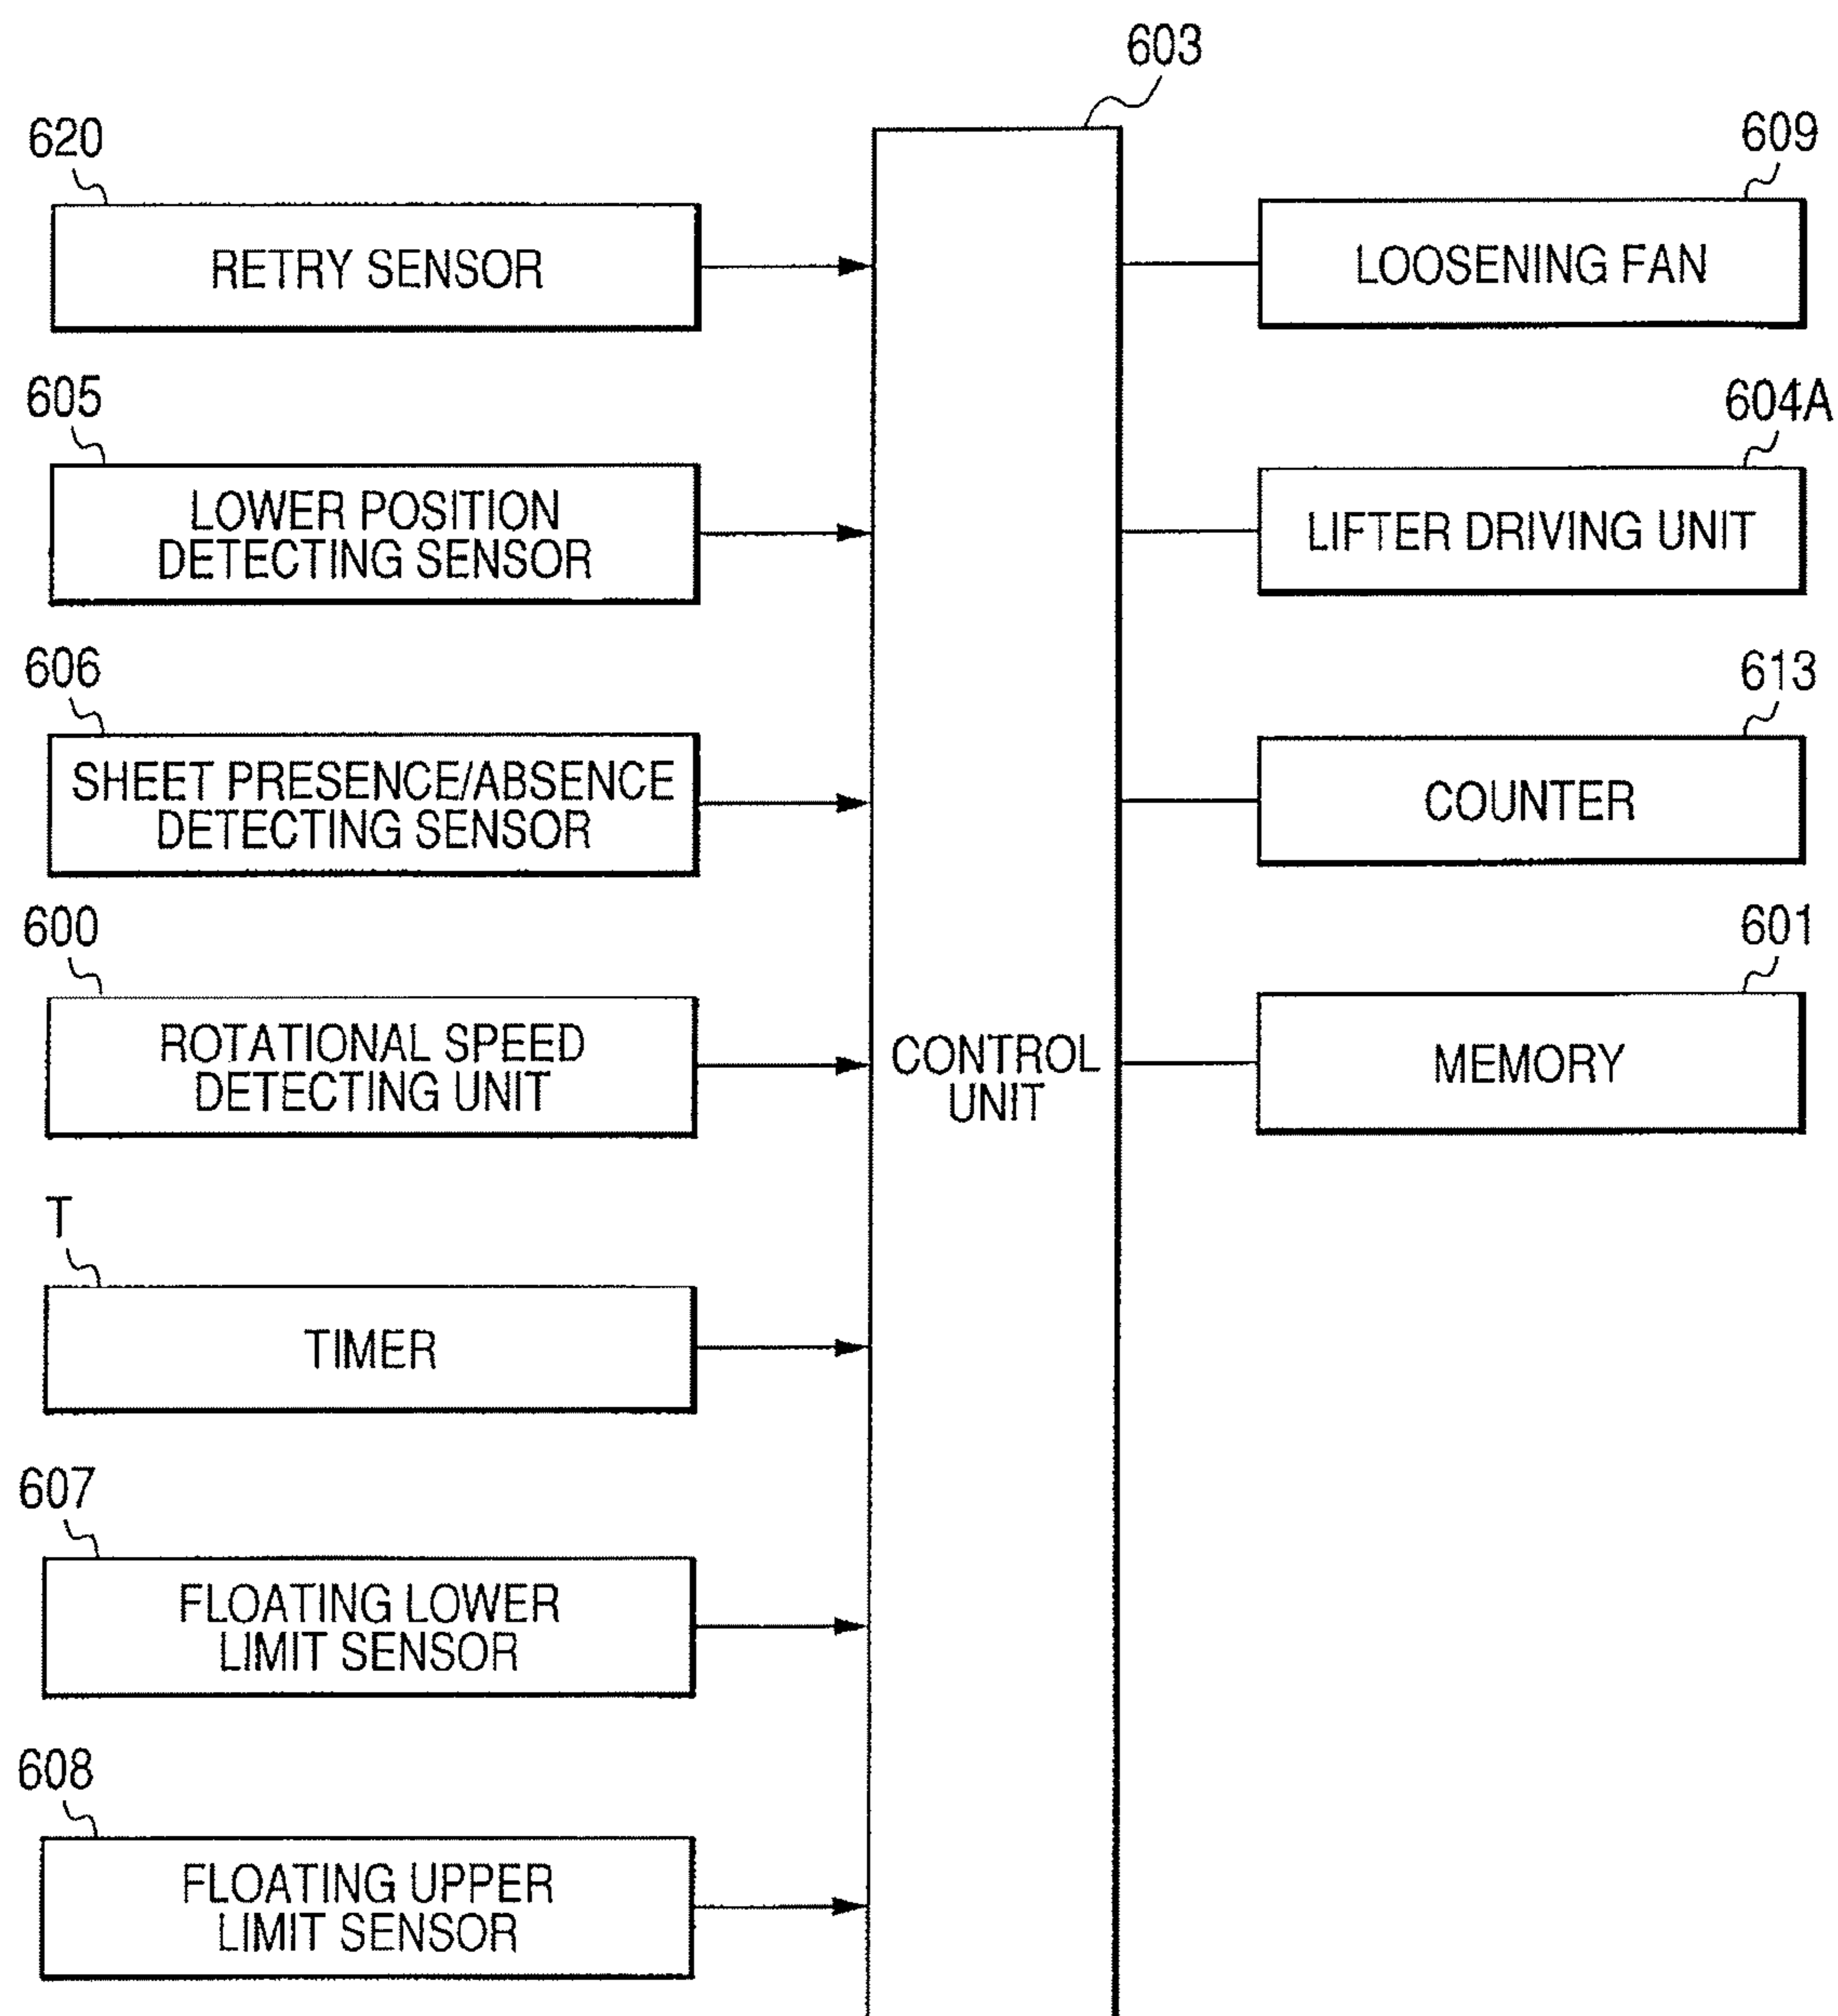 603
620
RETRY SENSOR
609
LOOSENING FAN
605
LOWER POSITION
DETECTING SENSOR
604A
LIFTER DRIVING UNIT
606
SHEET PRESENCE/ABSENCE
DETECTING SENSOR
613
COUNTER
600
ROTATIONAL SPEED
DETECTING UNIT
CONTROL
UNIT
601
MEMORY
T
TIMER
607
FLOATING LOWER
LIMIT SENSOR
608
FLOATING UPPER
LIMIT SENSOR